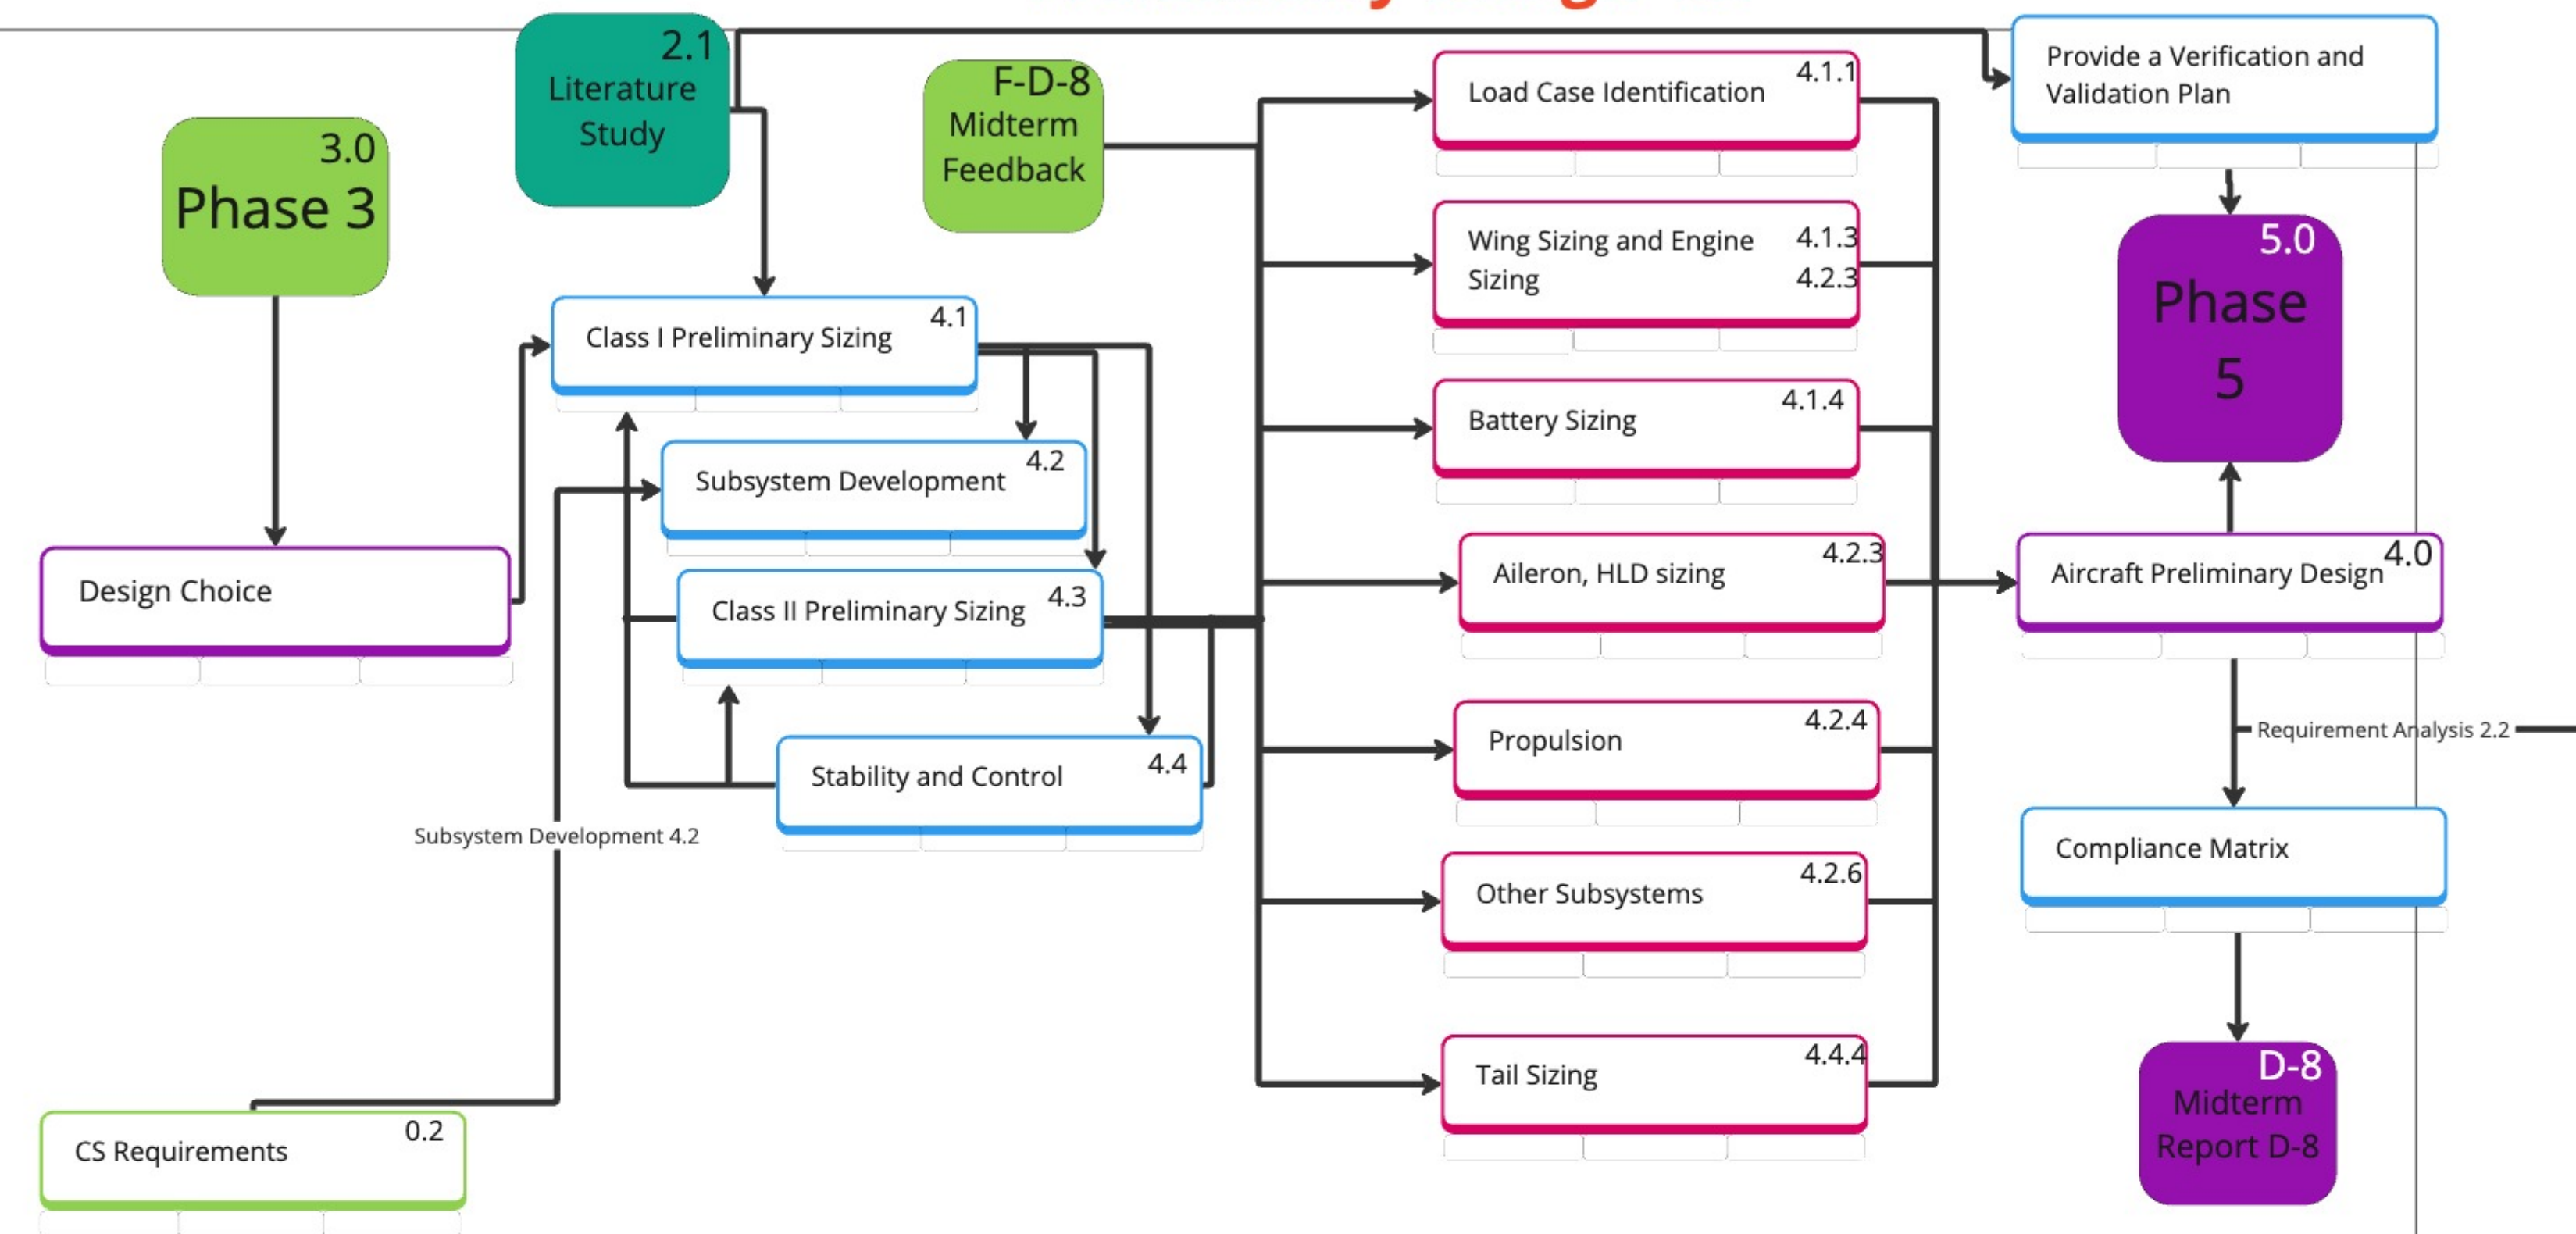 3.0
Phase 3
2.1
Literature
Study
F-D-8
Midterm
Feedback
Design Choice
Class I Preliminary Sizing
4.1
Subsystem Development
4.2
Class II Preliminary Sizing
4.3
Stability and Control
4.4
Subsystem Development 4.2
CS Requirements
0.2
Load Case Identification
4.1.1
Wing Sizing and Engine
Sizing
4.1.3
4.2.3
Battery Sizing
4.1.4
Aileron, HLD sizing
4.2.3
Propulsion
4.2.4
Other Subsystems
4.2.6
Tail Sizing
4.4.4
Provide a Verification and
Validation Plan
5.0
Phase
5
Aircraft Preliminary Design
4.0
Requirement Analysis 2.2
Compliance Matrix
D-8
Midterm
Report D-8